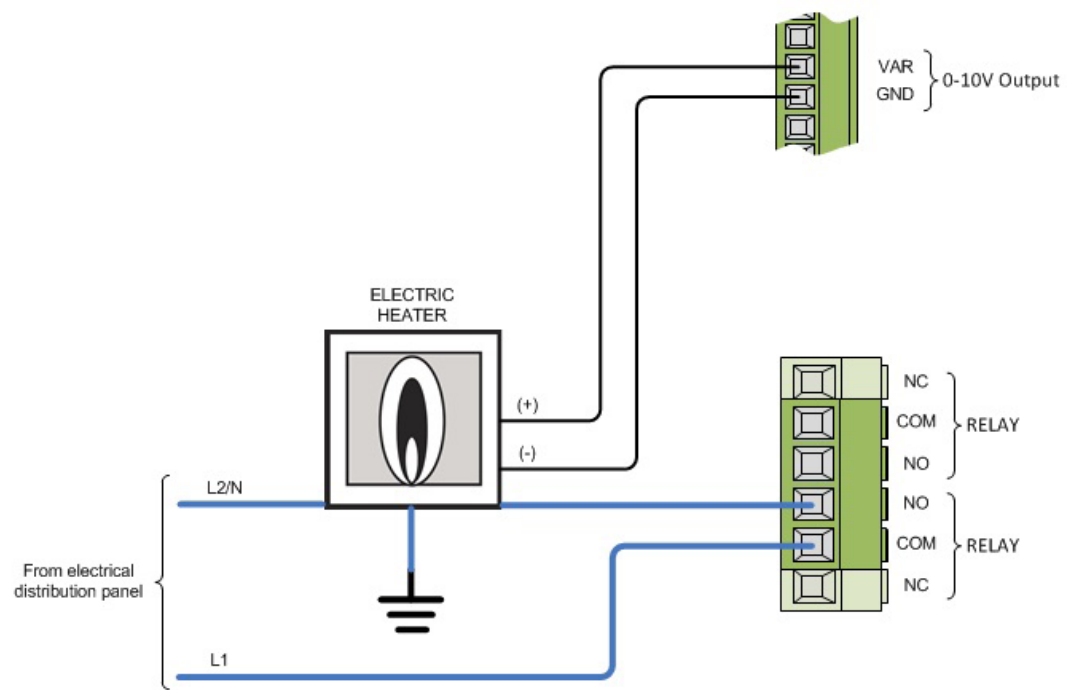 VAR
GND
0-10V Output
ELECTRIC
HEATER
(+)
(-)
NC
COM
NO
RELAY
NO
COM
NC
RELAY
L2/N
From electrical
distribution panel
L1